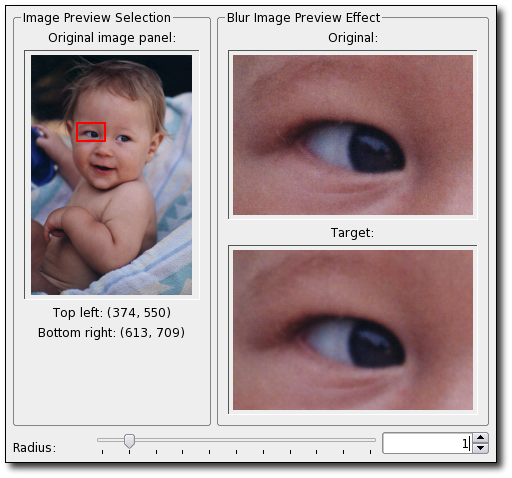 Image Preview Selection
Original image panel:
Top left: (374, 550)
Bottom right: (613, 709)
Blur Image Preview Effect
Original:
Target:
Radius:
1